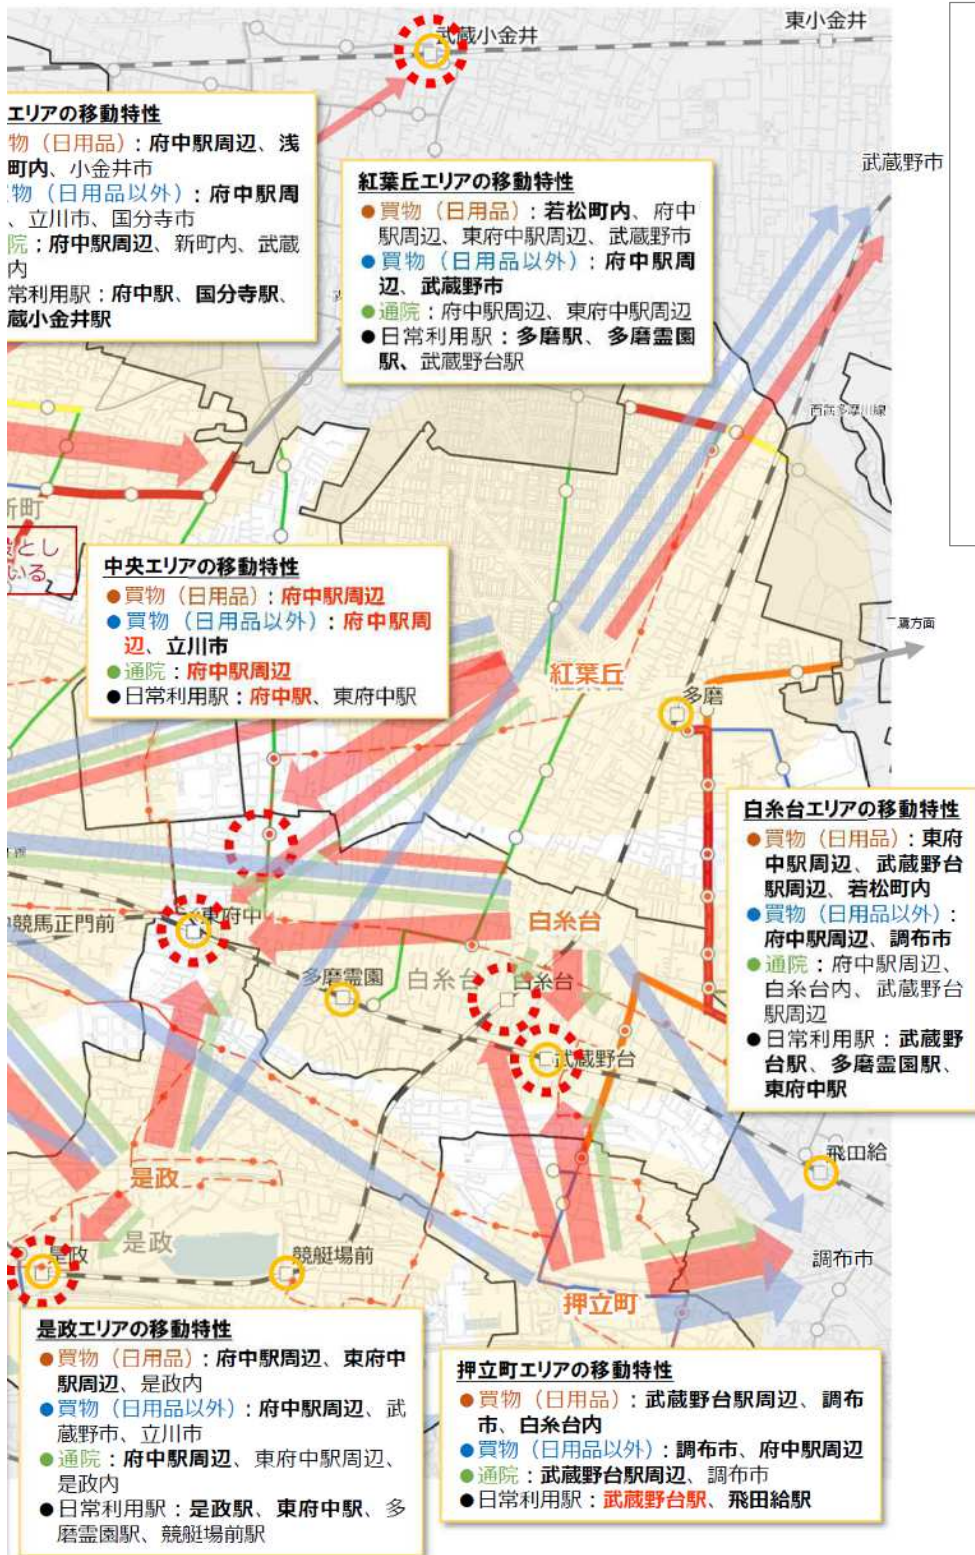 武蔵小金井
東小金井
エリアの移動特性
物（日用品）：府中駅周辺、浅
町内、小金井市
物（日用品以外）：府中駅周
、立川市、国分寺市
院：府中駅周辺、新町内、武蔵
内
常利用駅：府中駅、国分寺駅、
蔵小金井駅
武蔵野市
紅葉丘エリアの移動特性
●買物（日用品）：若松町内、府中
駅周辺、東府中駅周辺、武蔵野市
●買物（日用品以外）：府中駅周
辺、武蔵野市
●通院：府中駅周辺、東府中駅周辺
●日常利用駅：多磨駅、多磨霊園
駅、武蔵野台駅
西武多摩川線
新町
とし
いる
中央エリアの移動特性
●買物（日用品）：府中駅周辺
●買物（日用品以外）：府中駅周
辺、立川市
●通院：府中駅周辺
●日常利用駅：府中駅、東府中駅
三鷹方面
紅葉丘
多磨
白糸台エリアの移動特性
●買物（日用品）：東府
中駅周辺、武蔵野台
駅周辺、若松町内
●買物（日用品以外）：
府中駅周辺、調布市
●通院：府中駅周辺、
白糸台内、武蔵野台
駅周辺
●日常利用駅：武蔵野
台駅、多磨霊園駅、
東府中駅
競馬正門前
東府中
白糸台
多磨霊園
白糸台
白糸台
武蔵野台
飛田給
是政
是政
是政
競艇場前
調布市
押立町
是政エリアの移動特性
●買物（日用品）：府中駅周辺、東府中
駅周辺、是政内
●買物（日用品以外）：府中駅周辺、武
蔵野市、立川市
●通院：府中駅周辺、東府中駅周辺、
是政内
●日常利用駅：是政駅、東府中駅、多
磨霊園駅、競艇場前駅
押立町エリアの移動特性
●買物（日用品）：武蔵野台駅周辺、調布
市、白糸台内
●買物（日用品以外）：調布市、府中駅周辺
●通院：武蔵野台駅周辺、調布市
●日常利用駅：武蔵野台駅、飛田給駅